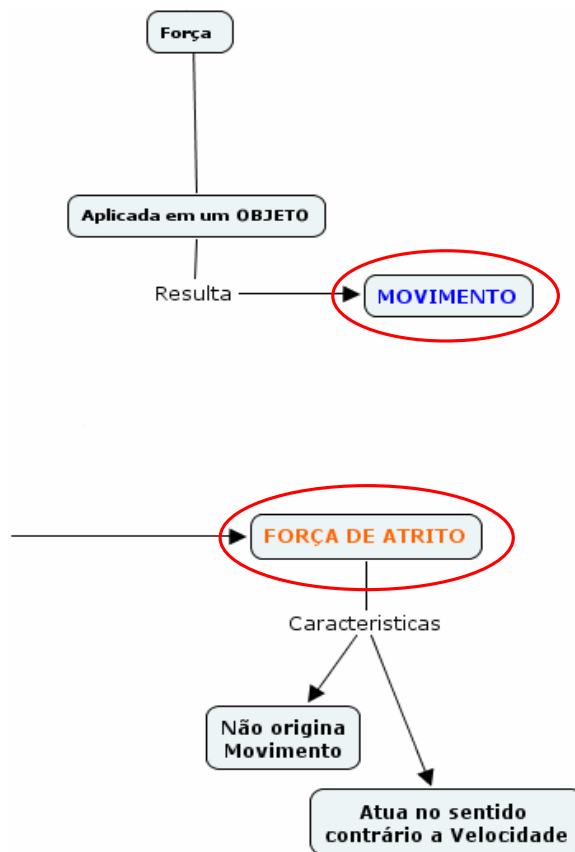 Força
Aplicada em um OBJETO
Resulta
MOVIMENTO
FORÇA DE ATRITO
Caracteristicas
Não origina
Movimento
Atua no sentido
contrário a Velocidade